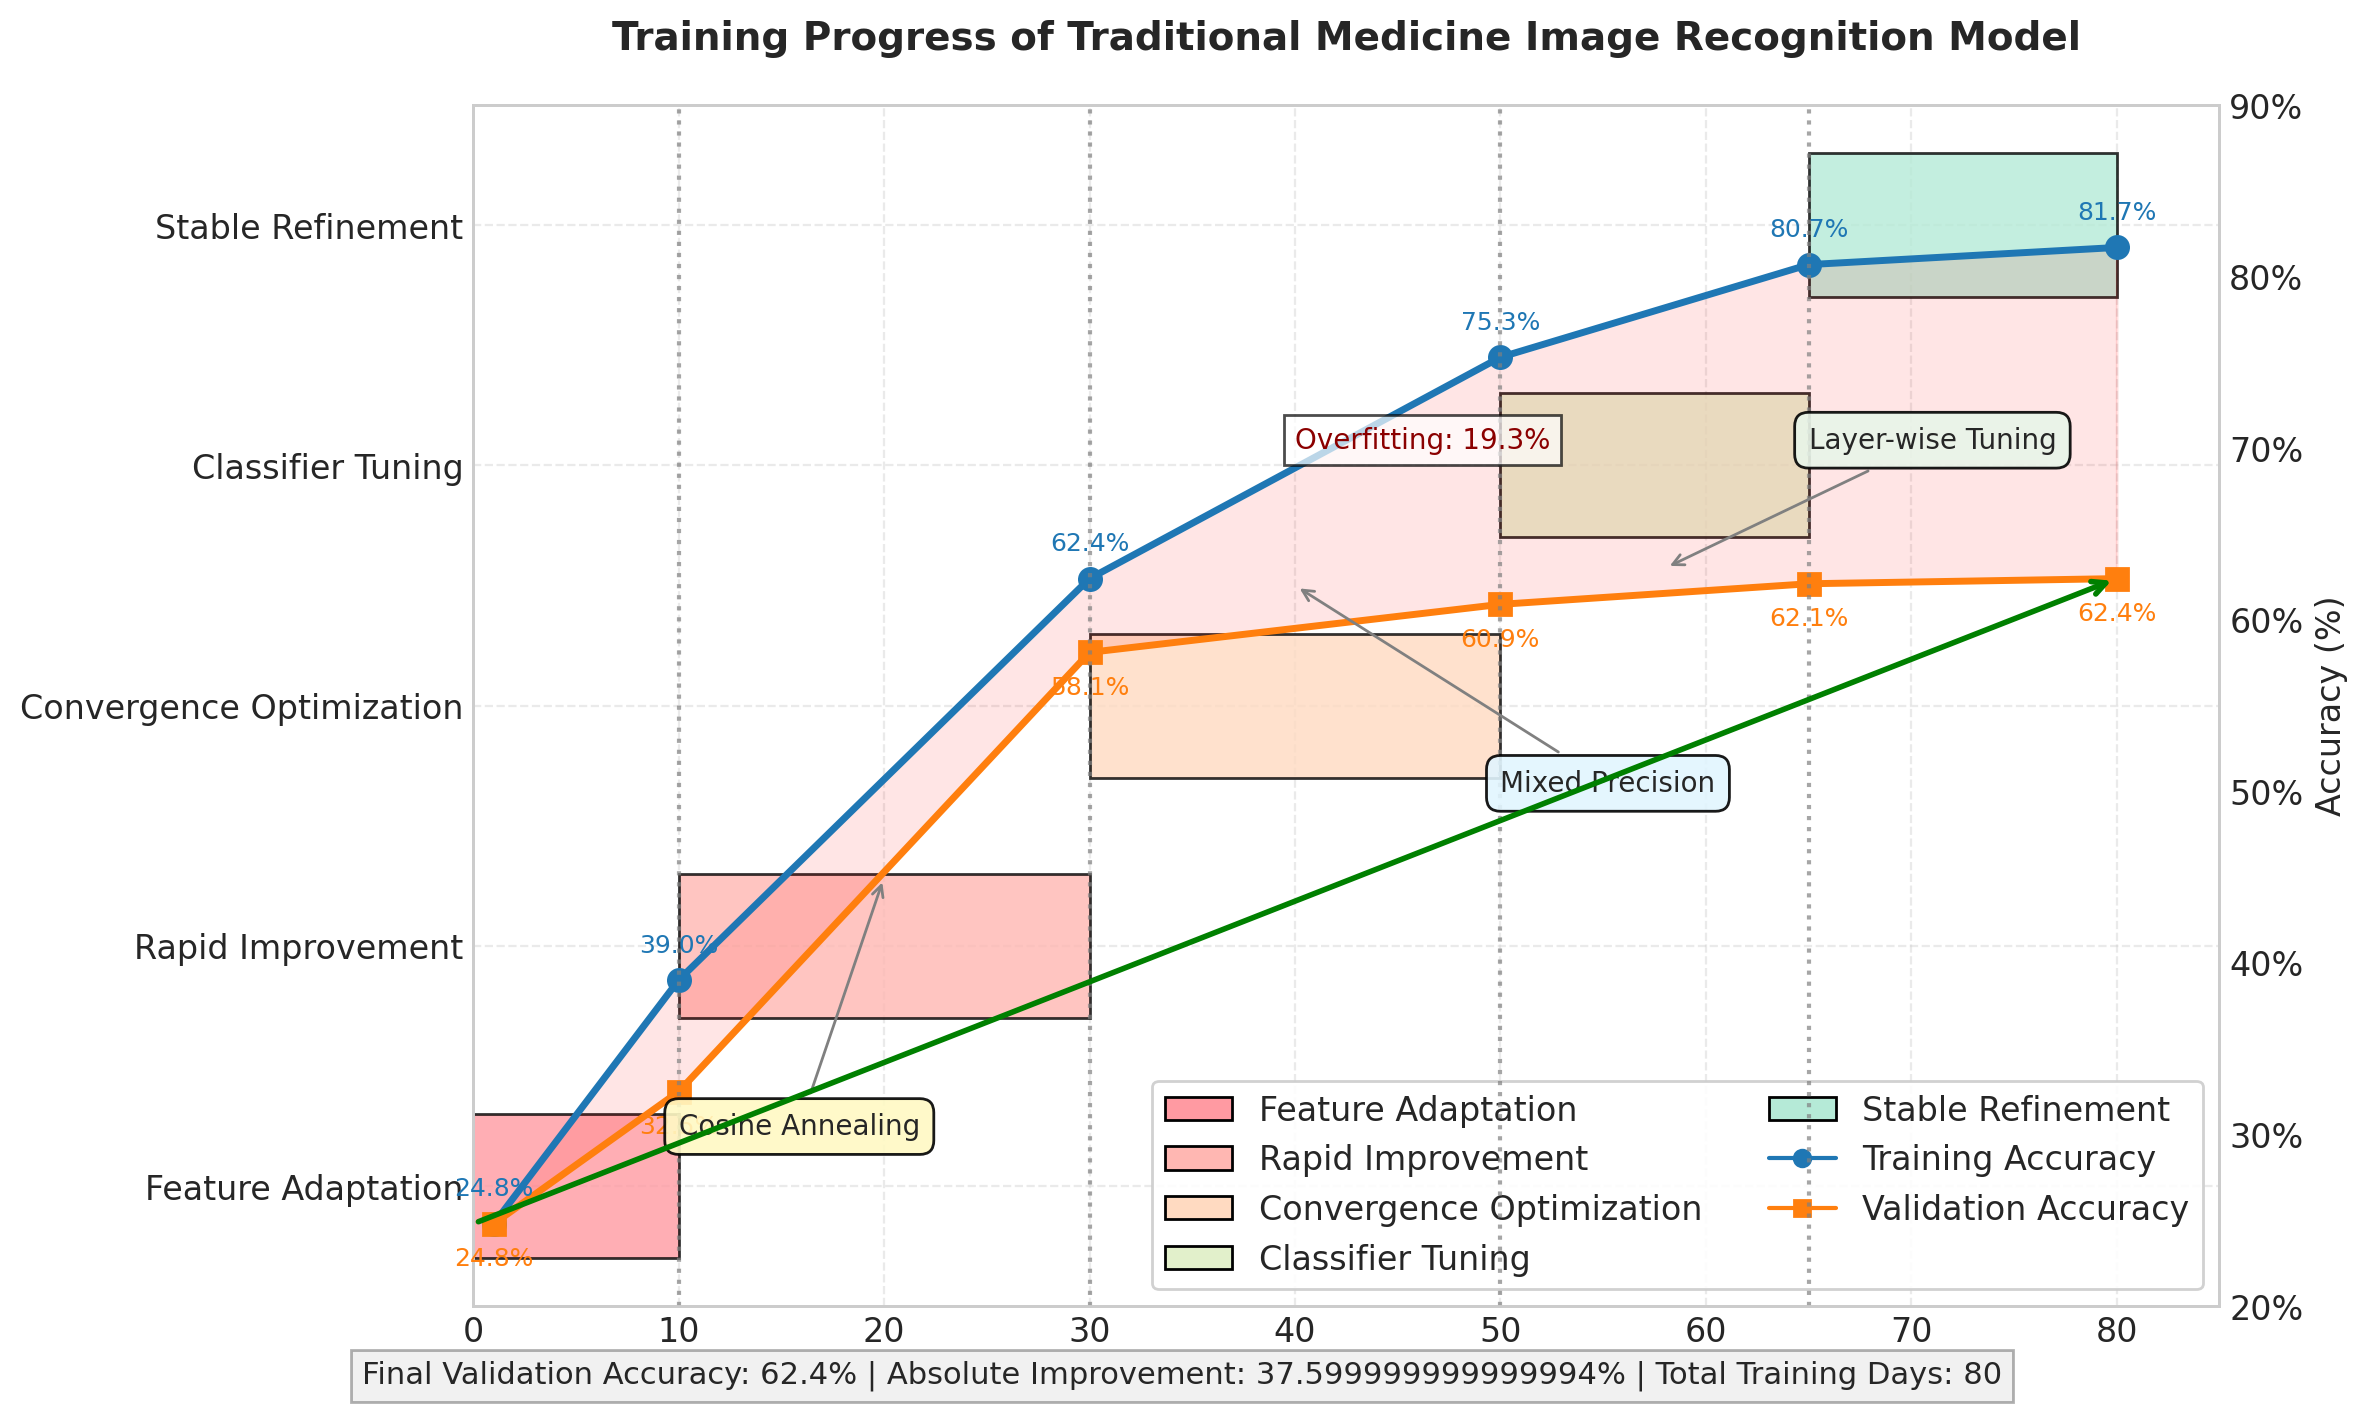 Training Progress of Traditional Medicine Image Recognition Model
90%
Stable Refinement
81.7%
80.7%
80%
75.3%
Classifier Tuning
Overfitting: 19.3%
Layer-wise Tuning
70%
62.4%
60.9%
62.1%
62.4%
60%
58.1%
Accuracy (%)
Convergence Optimization
Mixed Precision
50%
Rapid Improvement
39.0%
40%
Cosine Annealing
30%
Feature Adaptation
24.8%
24.8%
20%
Feature Adaptation
Rapid Improvement
Convergence Optimization
Classifier Tuning
Stable Refinement
Training Accuracy
Validation Accuracy
0 10 20 30 40 50 60 70 80
Final Validation Accuracy: 62.4% | Absolute Improvement: 37.599999999999994% | Total Training Days: 80